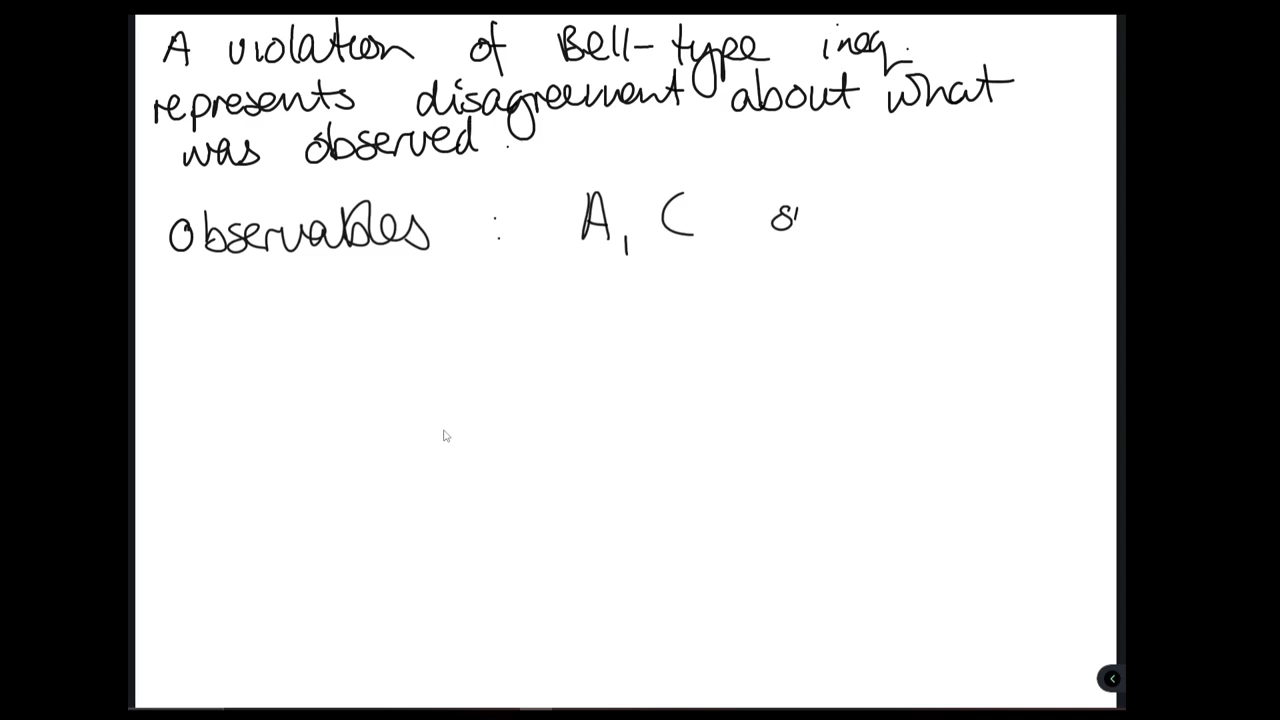 A violation of Bell-type ineq.
represents disagreement about what
was observed.
Observables : A, C